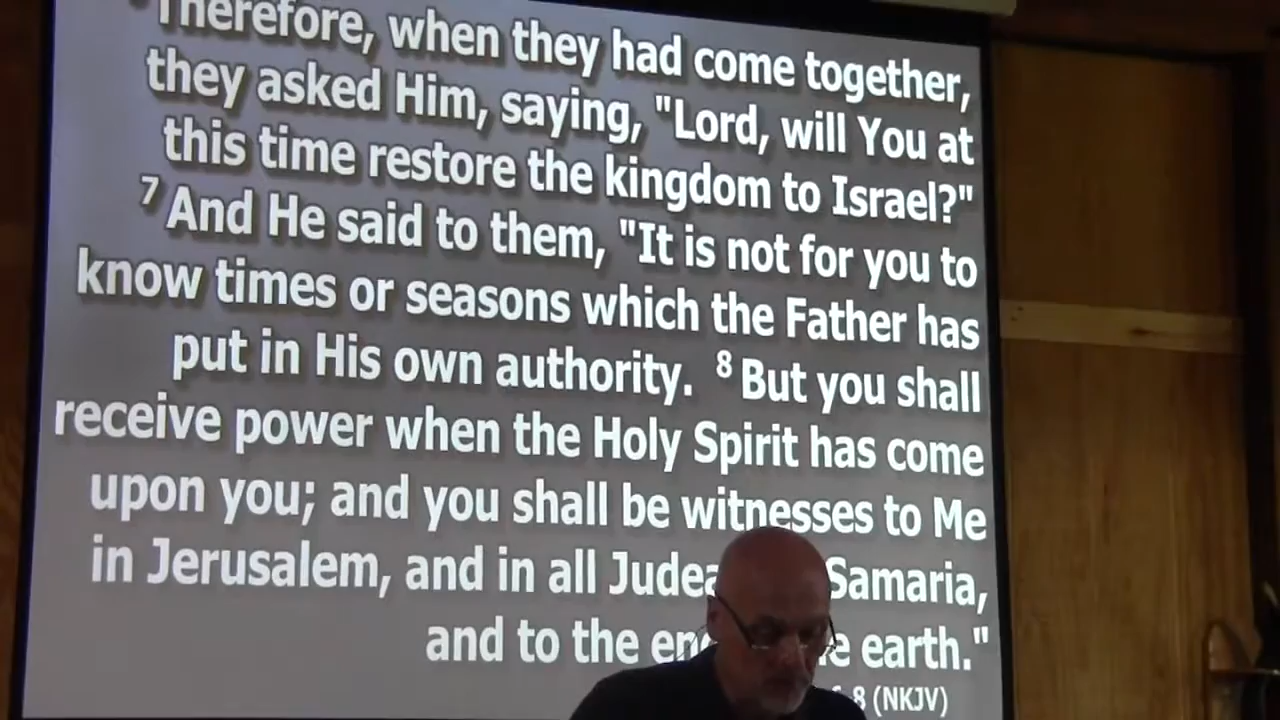 Therefore, when they had come together,
they asked Him, saying, "Lord, will You at
this time restore the kingdom to Israel?"
7 And He said to them, "It is not for you to
know times or seasons which the Father has
put in His own authority. 8 But you shall
receive power when the Holy Spirit has come
upon you; and you shall be witnesses to Me
in Jerusalem, and in all Judea Samaria,
and to the earth."
8 (NKJV)